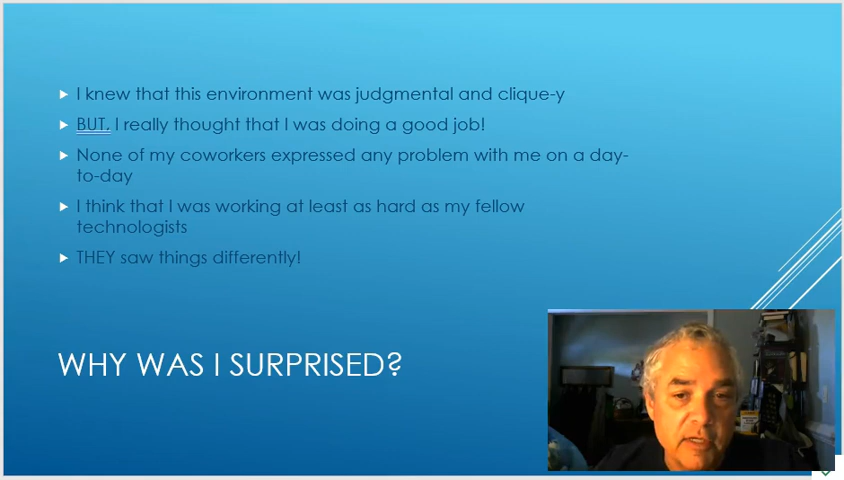 I knew that this environment was judgmental and clique-y
BUT. I really thought that I was doing a good job!
None of my coworkers expressed any problem with me on a day-
to-day
I think that I was working at least as hard as my fellow
technologists
THEY saw things differently!
WHY WAS I SURPRISED?